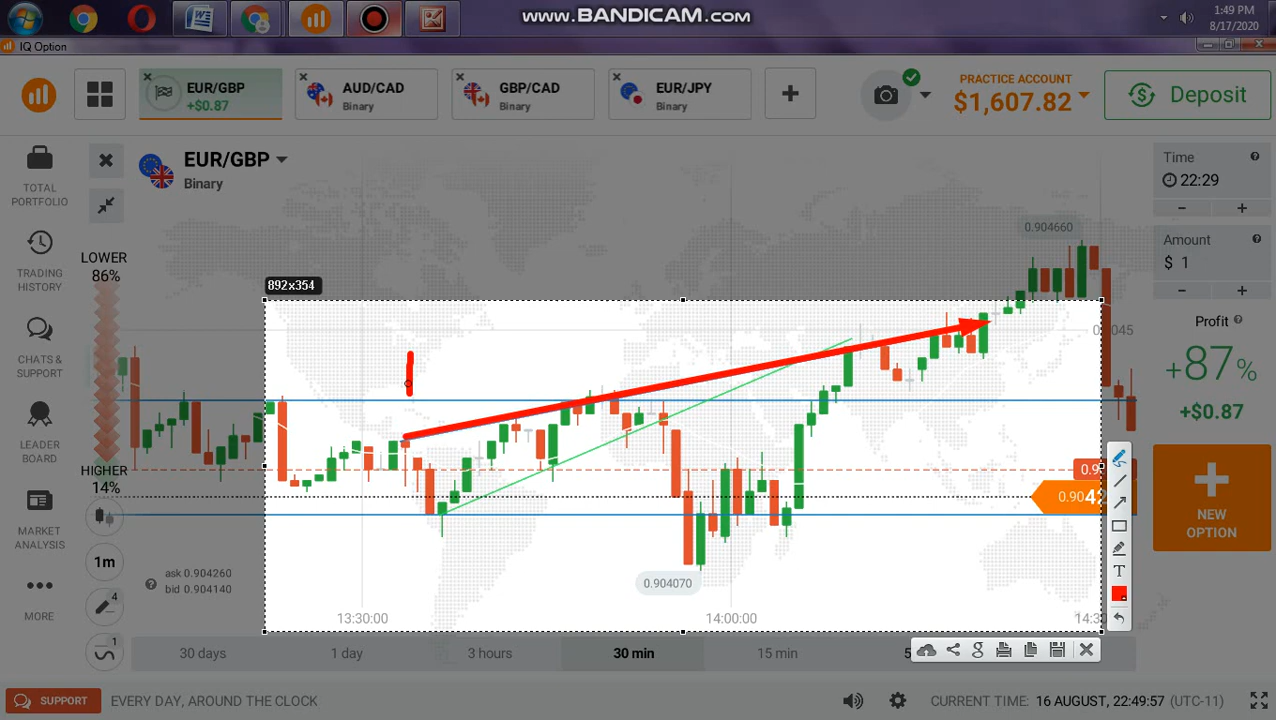 www.BANDICAM.com
1:49 PM
8/17/2020
IQ Option
EUR/GBP
+$0.87
AUD/CAD
Binary
GBP/CAD
Binary
EUR/JPY
Binary
PRACTICE ACCOUNT
$1,607.82
Deposit
TOTAL
PORTFOLIO
TRADING
HISTORY
CHATS &
SUPPORT
LEADER
BOARD
MARKET
ANALYSIS
MORE
EUR/GBP
Binary
LOWER
86%
HIGHER
14%
1m
4
1
ask 0.904260
bid 0.904140
892x354
0.904660
0.904070
13:30:00
14:00:00
Time
22:29
Amount
$ 1
Profit
+87%
+$0.87
NEW
OPTION
30 days
1 day
3 hours
30 min
15 min
SUPPORT
EVERY DAY, AROUND THE CLOCK
CURRENT TIME: 16 AUGUST, 22:49:57 (UTC-11)